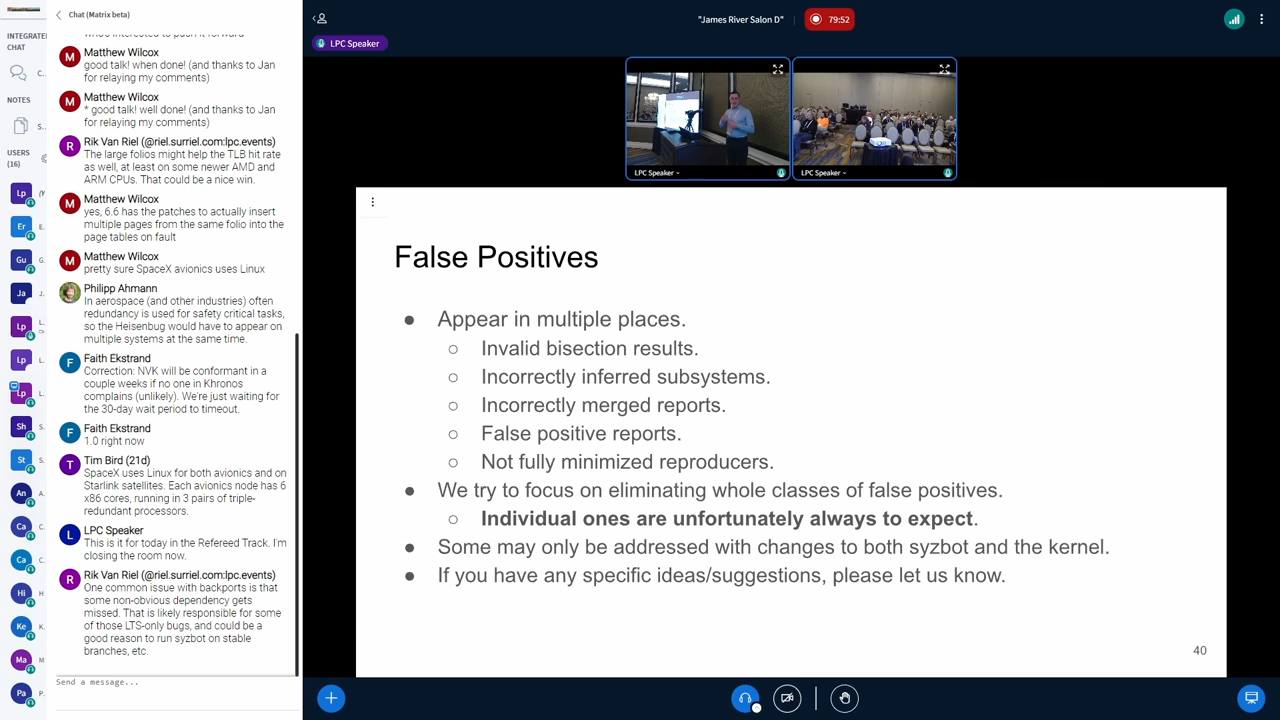 Chat (Matrix beta)
INTEGRATE
CHAT
C.
NOTES
S..
USERS
(16)
Matthew Wilcox
good talk! when done! (and thanks to Jan
for relaying my comments)
Matthew Wilcox
* good talk! well done! (and thanks to Jan
for relaying my comments)
Rik Van Riel (@riel.surriel.com:lpc.events)
The large folios might help the TLB hit rate
as well, at least on some newer AMD and
ARM CPUs. That could be a nice win.
Matthew Wilcox
yes, 6.6 has the patches to actually insert
multiple pages from the same folio into the
page tables on fault
Matthew Wilcox
pretty sure SpaceX avionics uses Linux
Philipp Ahmann
In aerospace (and other industries) often
redundancy is used for safety critical tasks,
so the Heisenbug would have to appear on
multiple systems at the same time.
Faith Ekstrand
Correction: NVK will be conformant in a
couple weeks if no one in Khronos
complains (unlikely). We're just waiting for
the 30-day wait period to timeout.
Faith Ekstrand
1.0 right now
Tim Bird (21d)
SpaceX uses Linux for both avionics and on
Starlink satellites. Each avionics node has 6
x86 cores, running in 3 pairs of triple-
redundant processors.
LPC Speaker
This is it for today in the Refereed Track. I'm
closing the room now.
Rik Van Riel (@riel.surriel.com:lpc.events)
One common issue with backports is that
some non-obvious dependency gets
missed. That is likely responsible for some
of those LTS-only bugs, and could be a
good reason to run syzbot on stable
branches, etc.
Send a message...
Lp
Er
Gu
Ja
Lp
Lp
Lp
Sh
St
An
Ca
Ca
Hi
Ke
Ma
Pa
M
M
R
M
M
F
F
T
L
R
"James River Salon D"
79:52
LPC Speaker
LPC Speaker
LPC Speaker
False Positives
● Appear in multiple places.
○ Invalid bisection results.
○ Incorrectly inferred subsystems.
○ Incorrectly merged reports.
○ False positive reports.
○ Not fully minimized reproducers.
● We try to focus on eliminating whole classes of false positives.
○ Individual ones are unfortunately always to expect.
● Some may only be addressed with changes to both syzbot and the kernel.
● If you have any specific ideas/suggestions, please let us know.
40